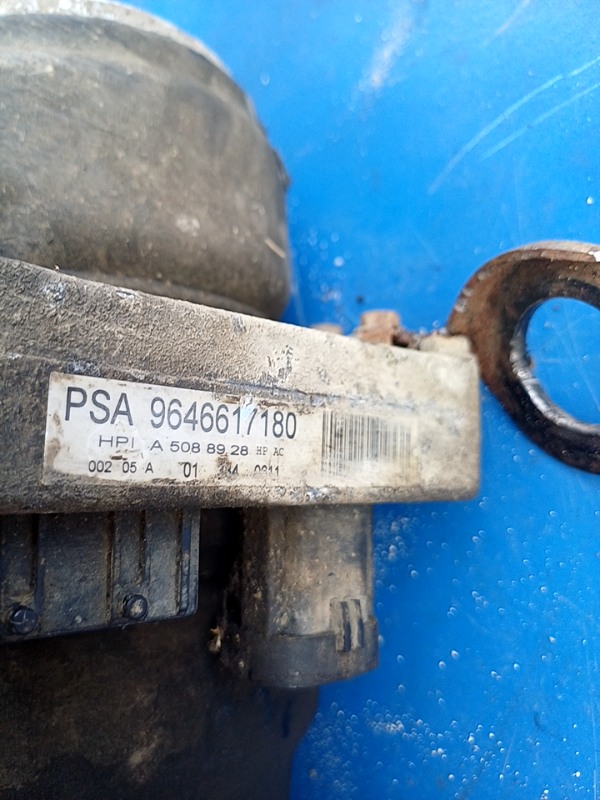 PSA 9646617180
HPI A 508 89.28 HP AC
002 05 A 01